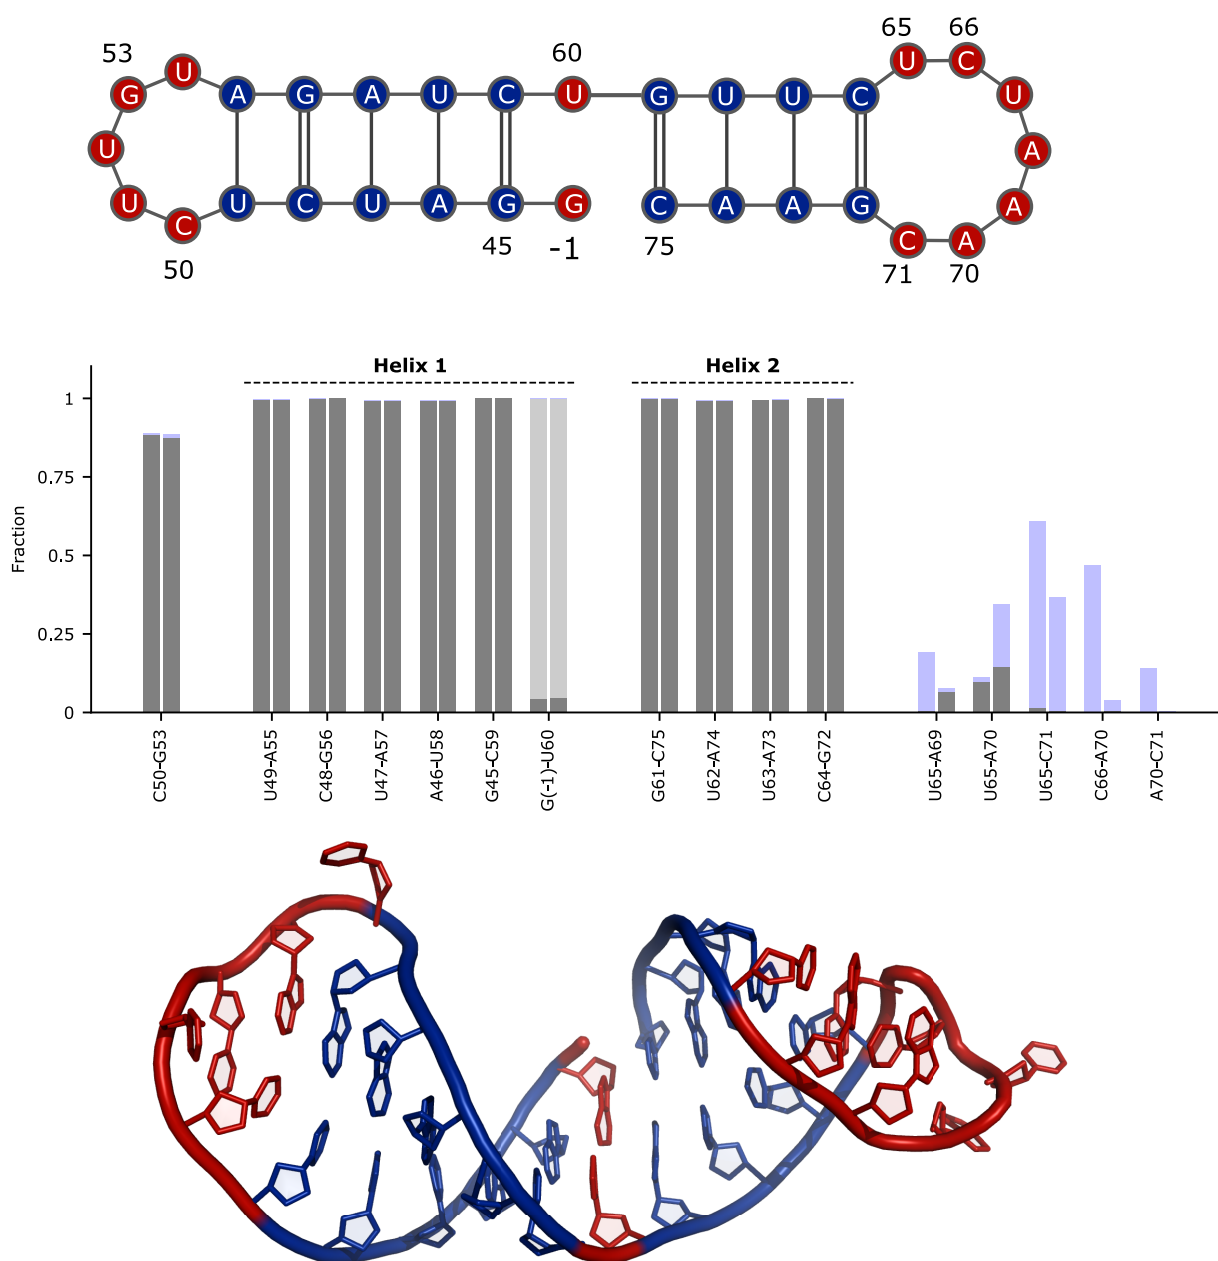 53
60
65 66
U C
G U A G A U C U G U U C U
U A
U C U C U A G G C A A G A
C C A
50
45 -1 75 71 70
Helix 1 Helix 2
1
0.75
0.5
0.25
0
Fraction
C50-G53
U49-A55
C48-G56
U47-A57
A46-U58
G45-C59
G(-1)-U60
G61-C75
U62-A74
U63-A73
C64-G72
U65-A69
U65-A70
U65-C71
C66-A70
A70-C71